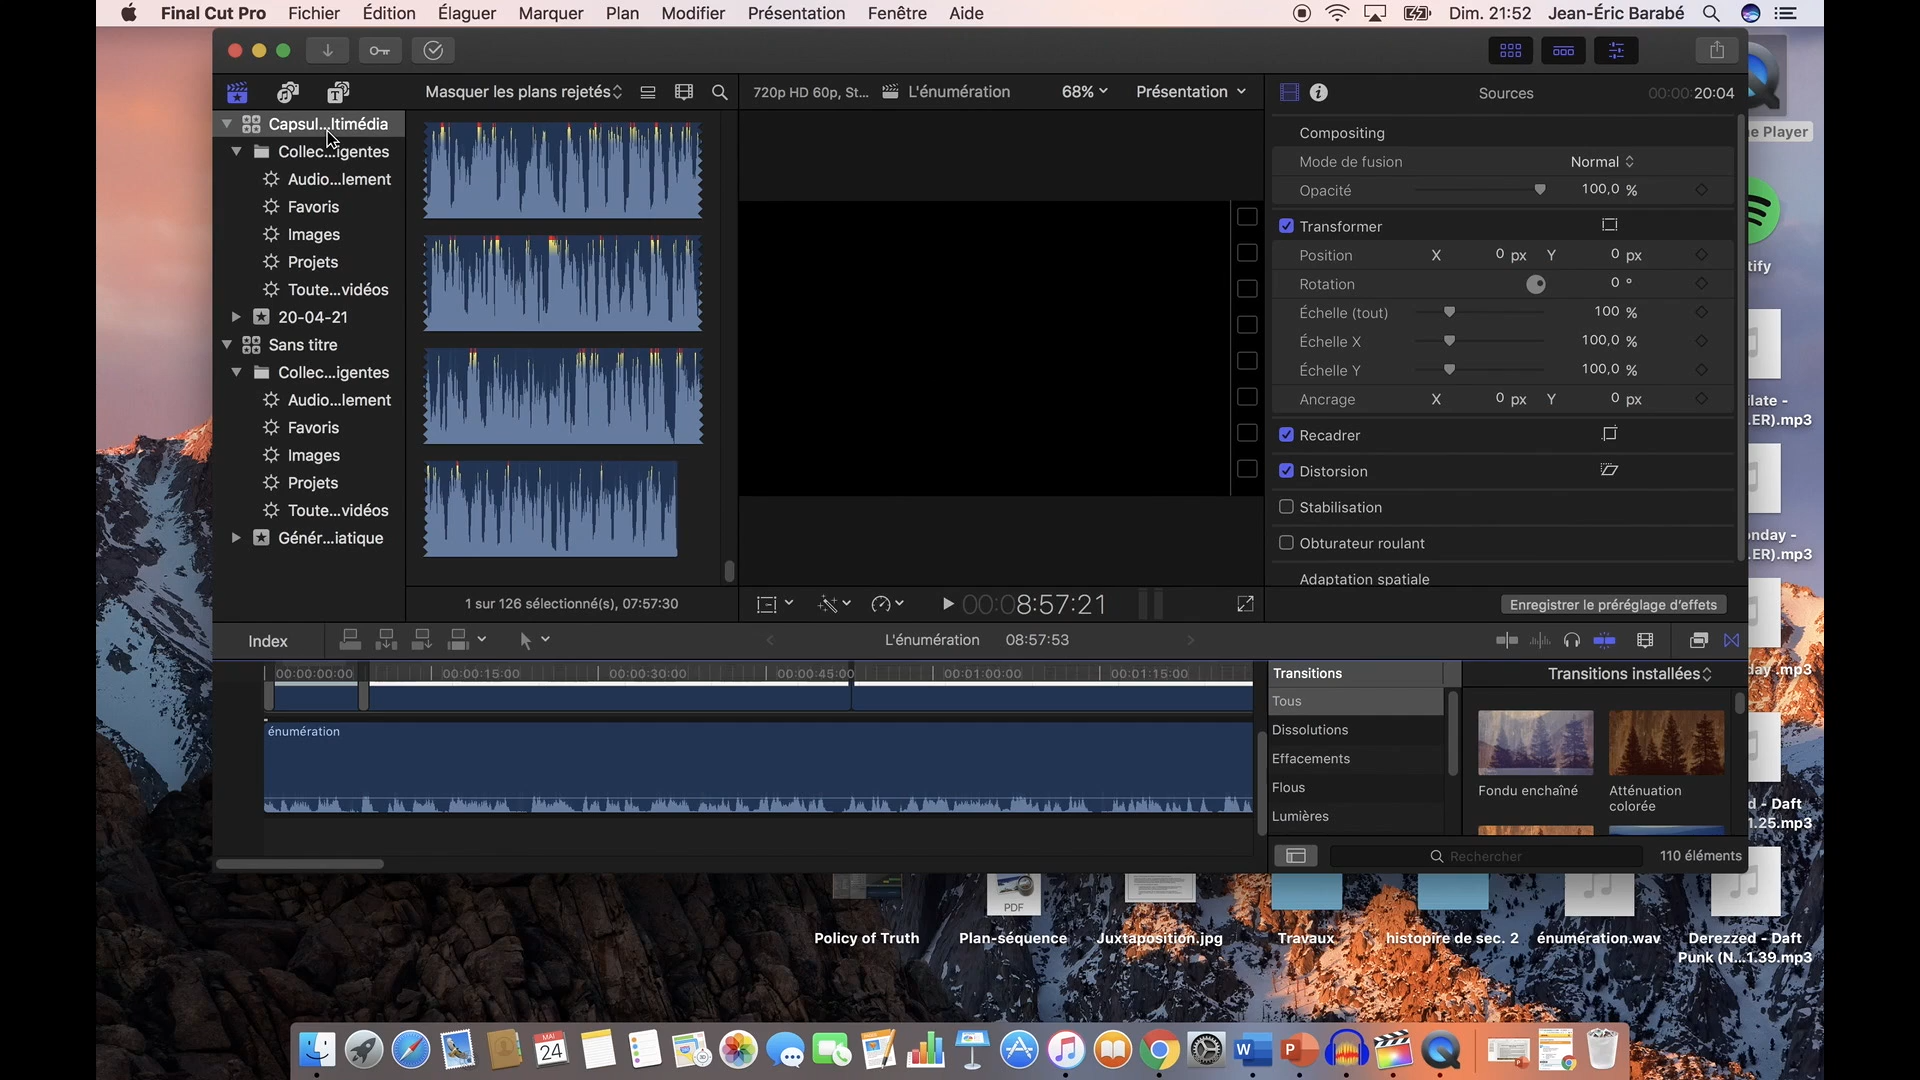 Final Cut Pro Fichier Édition Élaguer Marquer Plan Modifier Présentation Fenêtre Aide
Dim. 21:52 Jean-Éric Barabé
Masquer les plans rejetés
720p HD 60p, St... L'énumération 68% Présentation
Sources 00:00:20:04
Capsul...ltimédia
Collec...igentes
Audio...lement
Favoris
Images
Projets
Toute...vidéos
20-04-21
Sans titre
Collec...igentes
Audio...lement
Favoris
Images
Projets
Toute...vidéos
Génér...iatique
1 sur 126 sélectionné(s), 07:57:30
00:08:57:21
Compositing
Mode de fusion Normal
Opacité 100,0 %
Transformer
Position X 0 px Y 0 px
Rotation 0 °
Échelle (tout) 100 %
Échelle X 100,0 %
Échelle Y 100,0 %
Ancrage X 0 px Y 0 px
Recadrer
Distorsion
Stabilisation
Obturateur roulant
Adaptation spatiale
Enregistrer le préréglage d'effets
Index
L'énumération 08:57:53
00:00:00:00 00:00:15:00 00:00:30:00 00:00:45:00 00:01:00:00 00:01:15:00
énumération
Transitions
Tous
Dissolutions
Effacements
Flous
Lumières
Transitions installées
Fondu enchaîné
Atténuation
colorée
Rechercher
110 éléments
e Player
tify
ilate -
.ER).mp3
nday -
.ER).mp3
day .mp3
d - Daft
1.25.mp3
PDF
Policy of Truth
Plan-séquence
Juxtaposition.jpg
Travaux
histopire de sec. 2
énumération.wav
Derezzed - Daft
Punk (N...1.39.mp3
MAI
24